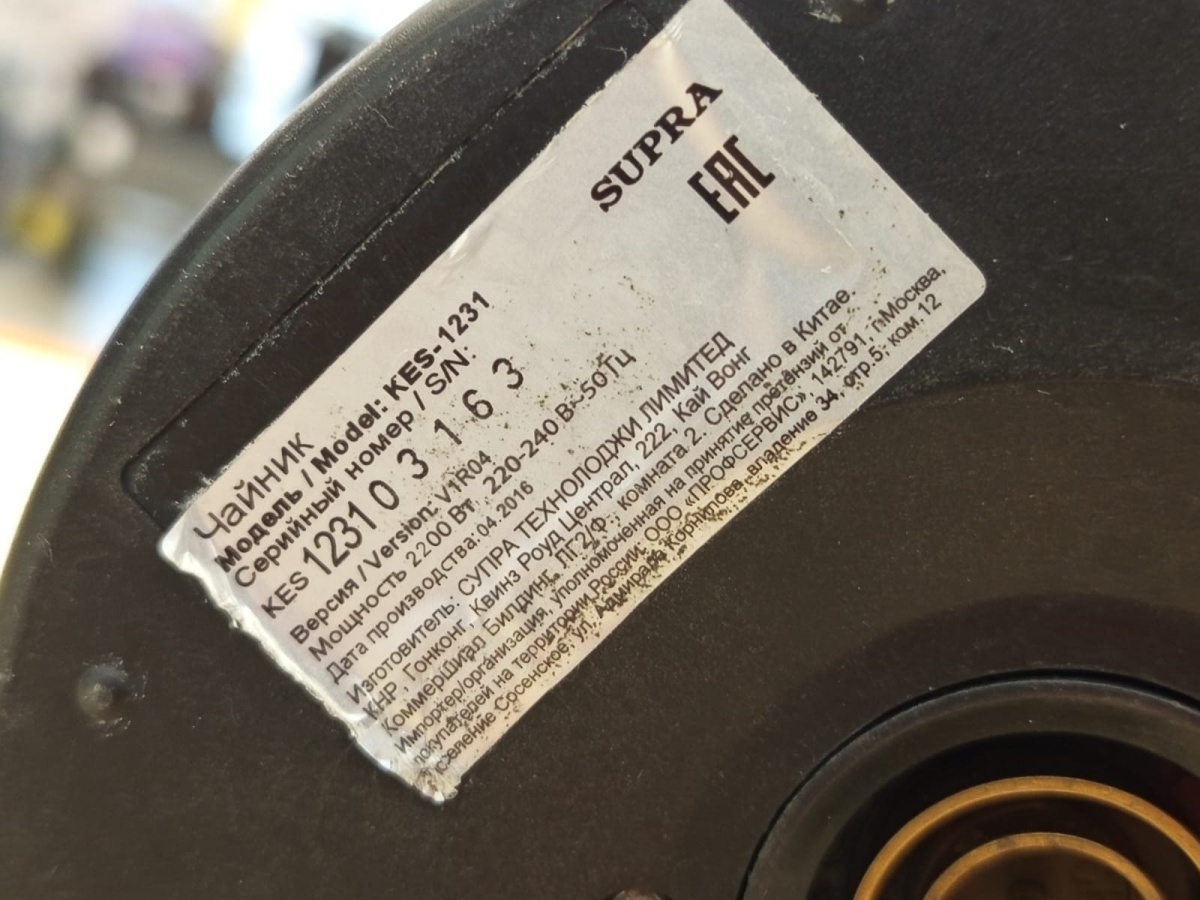 SUPRA
EAC
Чайник
Модель / Model: KES-1231
Серийный номер / S/N:
KES 1231 0 3 1 6 3
Версия / Version: V1R04
Мощность 2200 Вт, 220-240 В~50 Гц
Дата производства:04.2016
Изготовитель: СУПРА ТЕХНОЛОДЖИ ЛИМИТЕД
КНР, Гонконг, Квинз Роуд Централ, 222, Кай Вонг
Коммершиал Билдинг, ЛГ2/Ф., комната 2. Сделано в Китае.
Импортер/организация, уполномоченная на принятие претензий от
покупателей на территории России: ООО «ПРОФСЕРВИС», 142791, г.Москва,
поселение Сосенское, ул. Адмирала Корнилова, владение 34, стр.5, ком.12